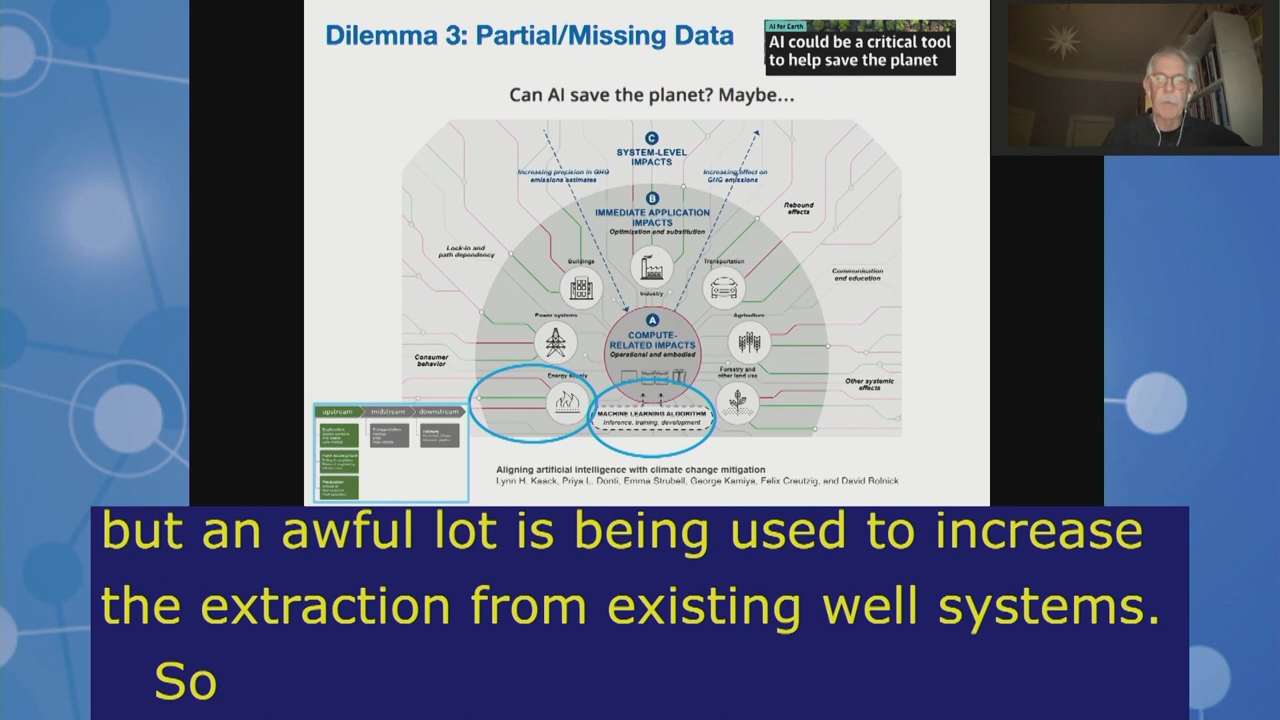 Dilemma 3: Partial/Missing Data
AI for Earth
AI could be a critical tool
to help save the planet
Can AI save the planet? Maybe…
C
SYSTEM-LEVEL
IMPACTS
Increasing precision in GHG
emissions estimates
Increasing effect on
GHG emissions
B
IMMEDIATE APPLICATION
IMPACTS
Optimization and substitution
Rebound
effects
Lock-in and
path dependency
Buildings
Industry
Transportation
Communication
and education
Power systems
Agriculture
A
COMPUTE-
RELATED IMPACTS
Operational and embodied
Consumer
behavior
Energy supply
Forestry and
other land use
Other systemic
effects
MACHINE LEARNING ALGORITHM
Inference, training, development
upstream
midstream
downstream
Exploration
Transportation
Production
Aligning artificial intelligence with climate change mitigation
Lynn H. Kaack, Priya L. Donti, Emma Strubell, George Kamiya, Felix Creutzig, and David Rolnick
but an awful lot is being used to increase
the extraction from existing well systems.
So